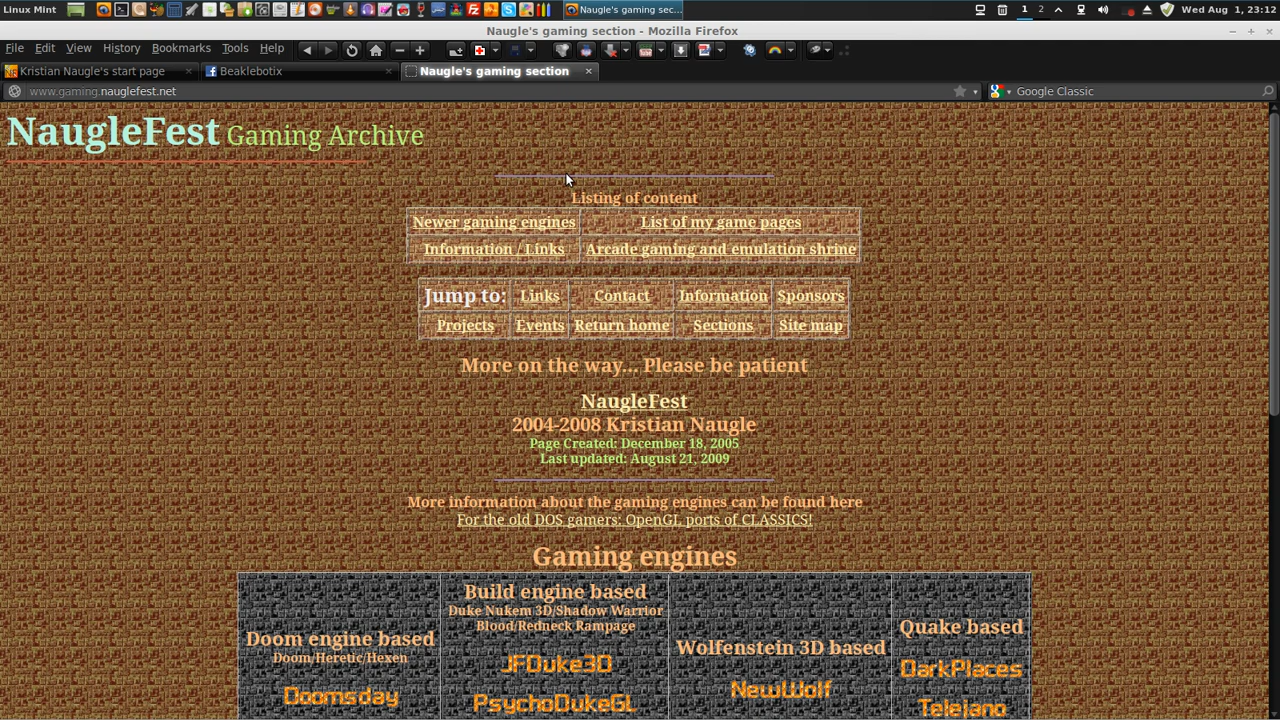 Linux Mint
Naugle's gaming sec...
1 2
Wed Aug 1, 23:12
Naugle's gaming section - Mozilla Firefox
File Edit View History Bookmarks Tools Help
Kristian Naugle's start page
Beaklebotix
Naugle's gaming section
www.gaming.nauglefest.net
Google Classic
NaugleFest Gaming Archive
Listing of content
Newer gaming engines List of my game pages
Information / Links Arcade gaming and emulation shrine
Jump to: Links Contact Information Sponsors
Projects Events Return home Sections Site map
More on the way... Please be patient
NaugleFest
2004-2008 Kristian Naugle
Page Created: December 18, 2005
Last updated: August 21, 2009
More information about the gaming engines can be found here
For the old DOS gamers: OpenGL ports of CLASSICS!
Gaming engines
Doom engine based
Doom/Heretic/Hexen
Doomsday
Build engine based
Duke Nukem 3D/Shadow Warrior
Blood/Redneck Rampage
JFDuke3D
PsychoDukeGL
Wolfenstein 3D based
NewWolf
Quake based
DarkPlaces
Telejano